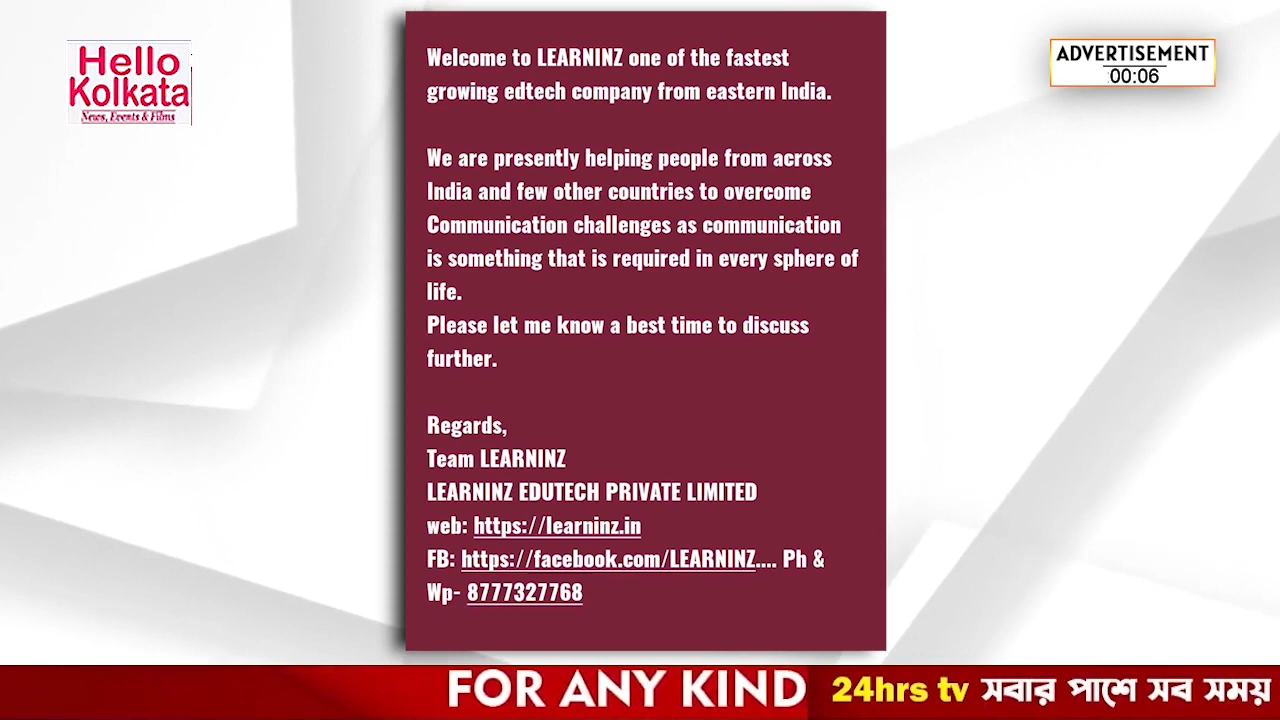 Hello
Kolkata
News, Events & Films
ADVERTISEMENT
00:06
Welcome to LEARNINZ one of the fastest
growing edtech company from eastern India.
We are presently helping people from across
India and few other countries to overcome
Communication challenges as communication
is something that is required in every sphere of
life.
Please let me know a best time to discuss
further.
Regards,
Team LEARNINZ
LEARNINZ EDUTECH PRIVATE LIMITED
web: https://learninz.in
FB: https://facebook.com/LEARNINZ.... Ph &
Wp- 8777327768
FOR ANY KIND
24hrs tv সবার পাশে সব সময়